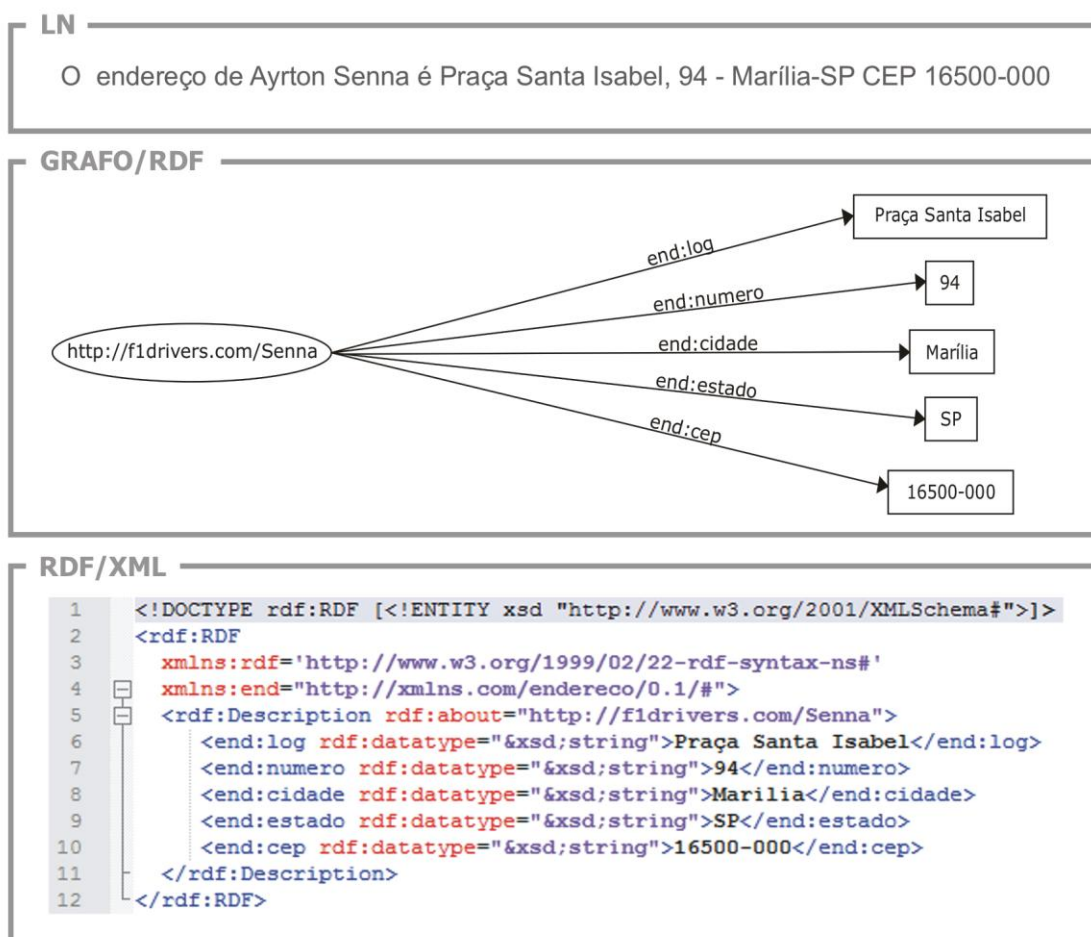 LN
O endereço de Ayrton Senna é Praça Santa Isabel, 94 - Marília-SP CEP 16500-000
GRAFO/RDF
Praça Santa Isabel
end:log
94
end:numero
http://f1drivers.com/Senna
end:cidade
Marília
end:estado
SP
end:cep
16500-000
RDF/XML
1 <!DOCTYPE rdf:RDF [<!ENTITY xsd "http://www.w3.org/2001/XMLSchema#">]>
2 <rdf:RDF
3 xmlns:rdf='http://www.w3.org/1999/02/22-rdf-syntax-ns#'
4 xmlns:end="http://xmlns.com/endereco/0.1/#">
5 <rdf:Description rdf:about="http://f1drivers.com/Senna">
6 <end:log rdf:datatype="&xsd;string">Praça Santa Isabel</end:log>
7 <end:numero rdf:datatype="&xsd;string">94</end:numero>
8 <end:cidade rdf:datatype="&xsd;string">Marilia</end:cidade>
9 <end:estado rdf:datatype="&xsd;string">SP</end:estado>
10 <end:cep rdf:datatype="&xsd;string">16500-000</end:cep>
11 </rdf:Description>
12 </rdf:RDF>